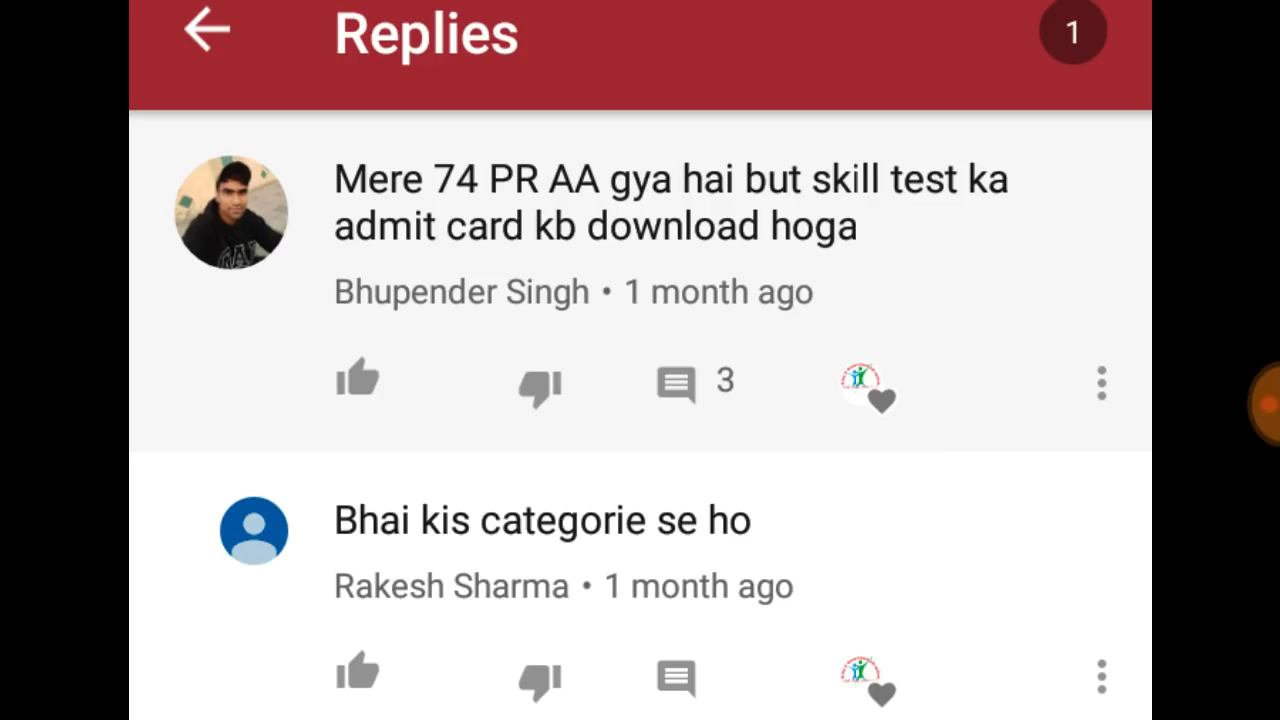 Replies
1
Mere 74 PR AA gya hai but skill test ka
admit card kb download hoga
Bhupender Singh • 1 month ago
3
Bhai kis categorie se ho
Rakesh Sharma • 1 month ago